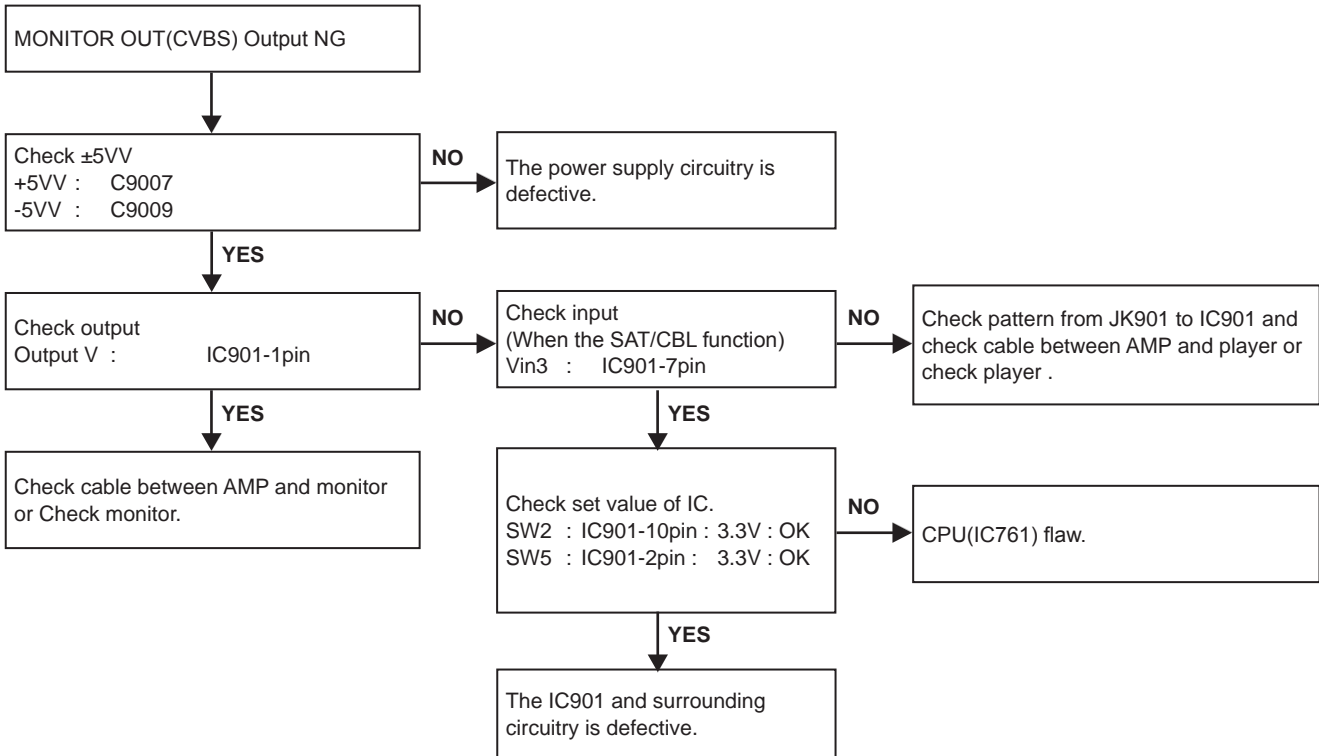 MONITOR OUT(CVBS) Output NG
Check ±5VV
+5VV : C9007
-5VV : C9009
NO
The power supply circuitry is
defective.
YES
Check output
Output V : IC901-1pin
NO
Check input
(When the SAT/CBL function)
Vin3 : IC901-7pin
NO
Check pattern from JK901 to IC901 and
check cable between AMP and player or
check player .
YES
YES
Check cable between AMP and monitor
or Check monitor.
Check set value of IC.
SW2 : IC901-10pin : 3.3V : OK
SW5 : IC901-2pin : 3.3V : OK
NO
CPU(IC761) flaw.
YES
The IC901 and surrounding
circuitry is defective.